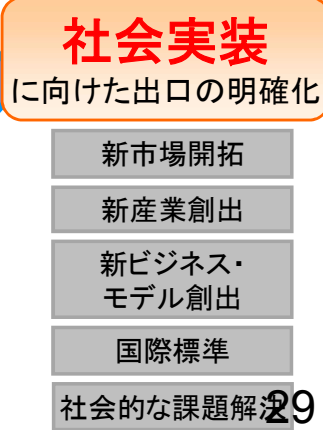 社会実装
に向けた出口の明確化
新市場開拓
新産業創出
新ビジネス・
モデル創出
国際標準
社会的な課題解決
29